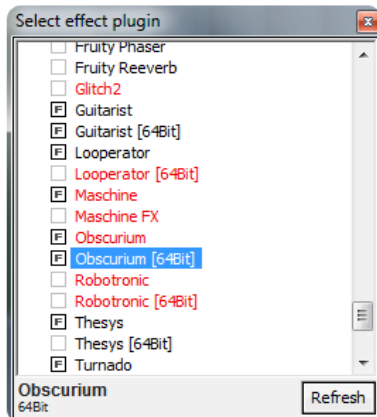 Select effect plugin
Fruity Phaser
Fruity Reeverb
Glitch2
F Guitarist
F Guitarist [64Bit]
F Looperator
Looperator [64Bit]
F Maschine
Maschine FX
F Obscurium
F Obscurium [64Bit]
Robotronic
Robotronic [64Bit]
F Thesys
Thesys [64Bit]
F Turnado
Obscurium
64Bit
Refresh